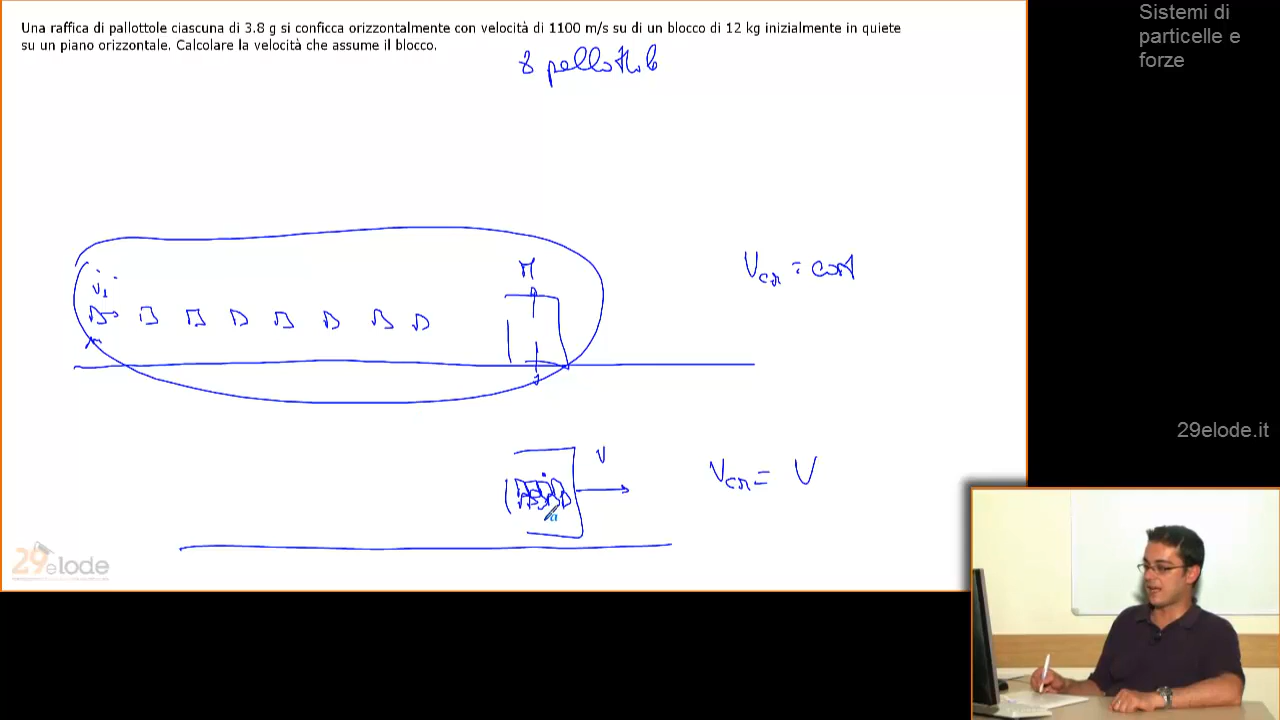 Una raffica di pallottole ciascuna di 3.8 g si conficca orizzontalmente con velocità di 1100 m/s su di un blocco di 12 kg inizialmente in quiete
su un piano orizzontale. Calcolare la velocità che assume il blocco.
8 pallottole
Sistemi di
particelle e
forze
M
v₁
m
V_CM = cost
29elode.it
V
V_CM = V
29elode